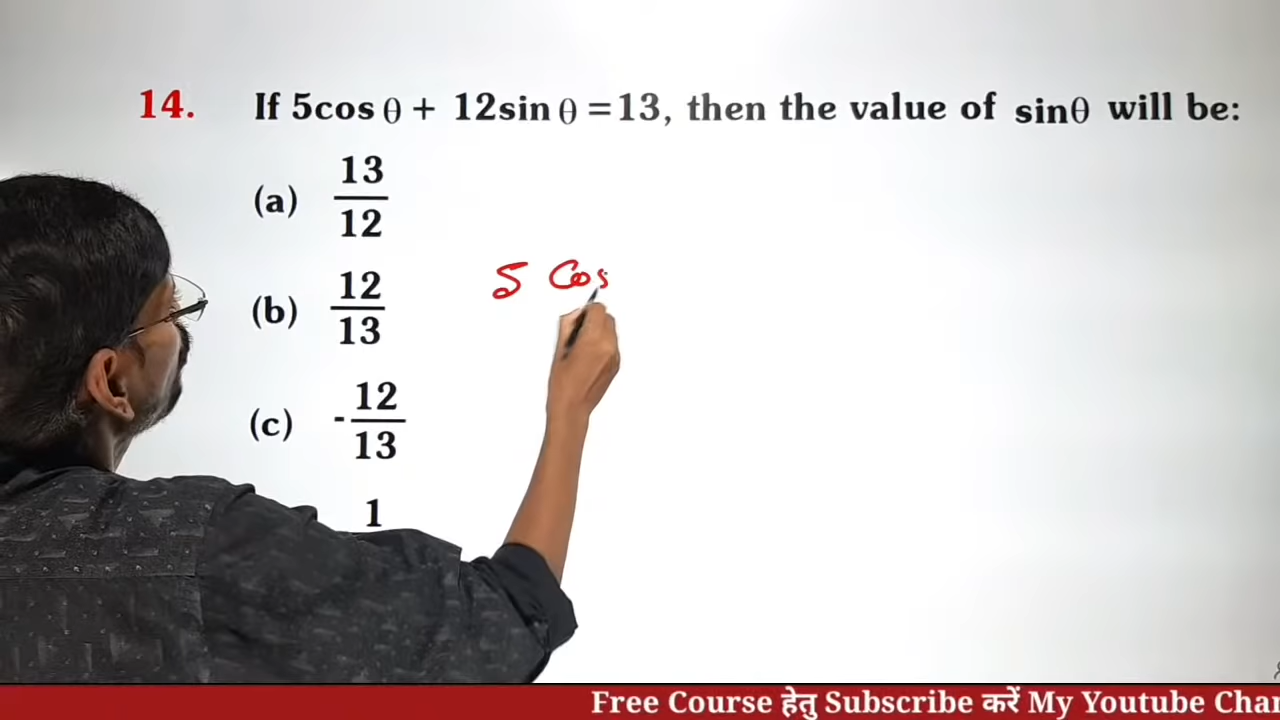 14. If 5cos θ + 12sin θ = 13, then the value of sinθ will be:
(a) 13/12
(b) 12/13
5 Cos
(c) -12/13
1
Free Course हेतु Subscribe करें My Youtube Chan